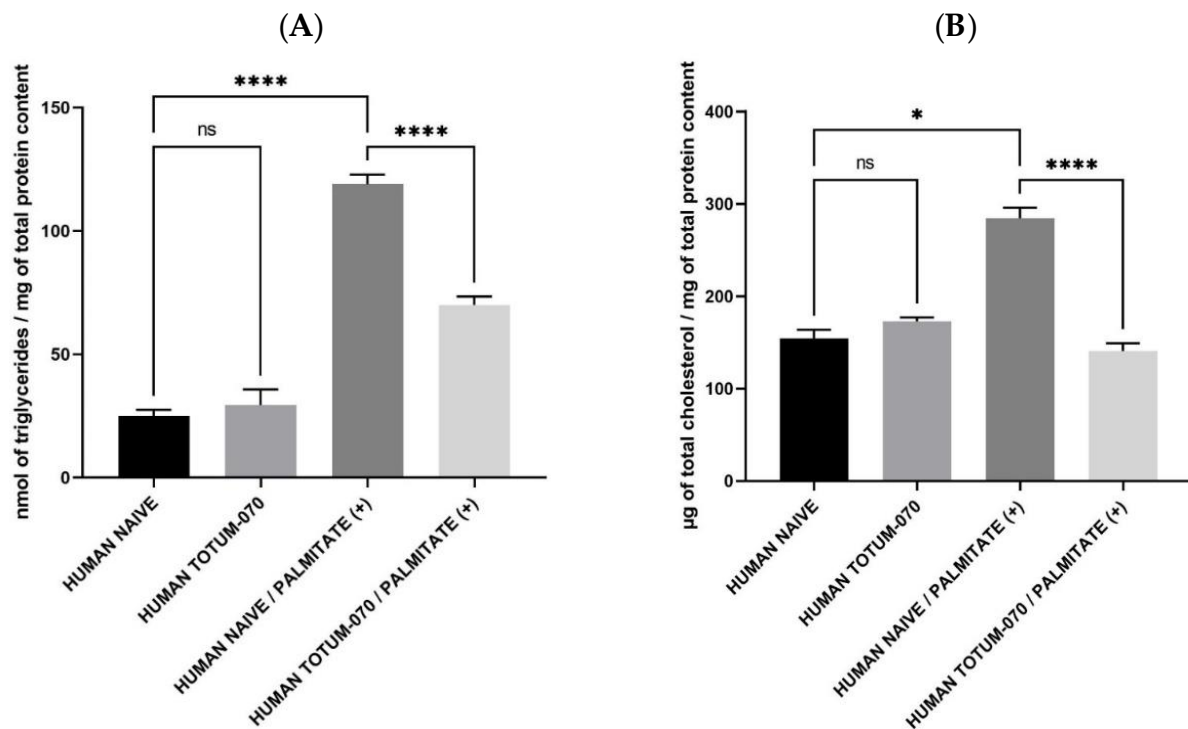 (A)
nmol of triglycerides / mg of total protein content
150
100
50
0
****
ns
****
HUMAN NAIVE
HUMAN TOTUM-070
HUMAN NAIVE / PALMITATE (+)
HUMAN TOTUM-070 / PALMITATE (+)
(B)
µg of total cholesterol / mg of total protein content
400
300
200
100
0
*
ns
****
HUMAN NAIVE
HUMAN TOTUM-070
HUMAN NAIVE / PALMITATE (+)
HUMAN TOTUM-070 / PALMITATE (+)